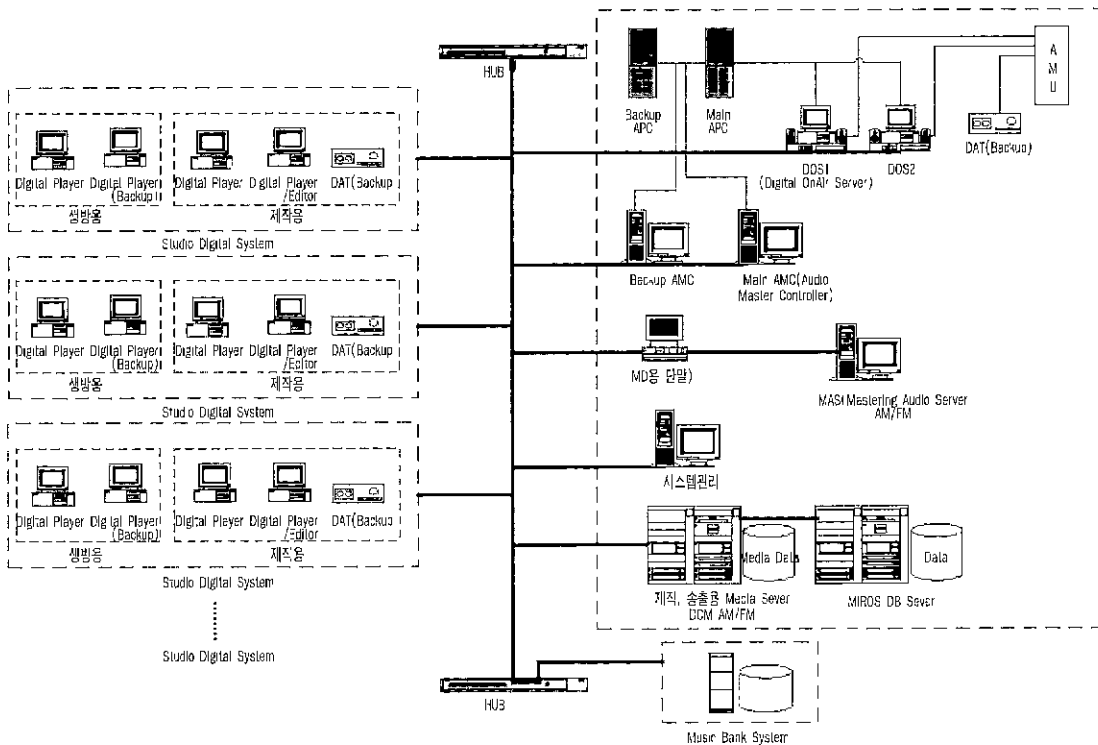 HUB
Backup
APC
Main
APC
A
M
U
DOS1
(Digital OnAir Server)
DOS2
DAT(Backup)
Digital Player
Digital Player
(Backup)
Digital Player
Digital Player
/Editor
DAT(Backup
생방용
제작용
Studio Digital System
Backup AMC
Main AMC(Audio
Master Controller)
Digital Player
Digital Player
(Backup)
Digital Player
Digital Player
/Editor
DAT(Backup
생방용
제작용
Studio Digital System
MD용 단말)
MAS(Mastering Audio Server
AM/FM
Digital Player
Digital Player
(Backup)
Digital Player
Digital Player
/Editor
DAT(Backup
생방용
제작용
Studio Digital System
시스템관리
Media Data
Data
제작, 송출용 Media Sever
DCM AM/FM
MIROS DB Sever
Studio Digital System
HUB
Music Bank System